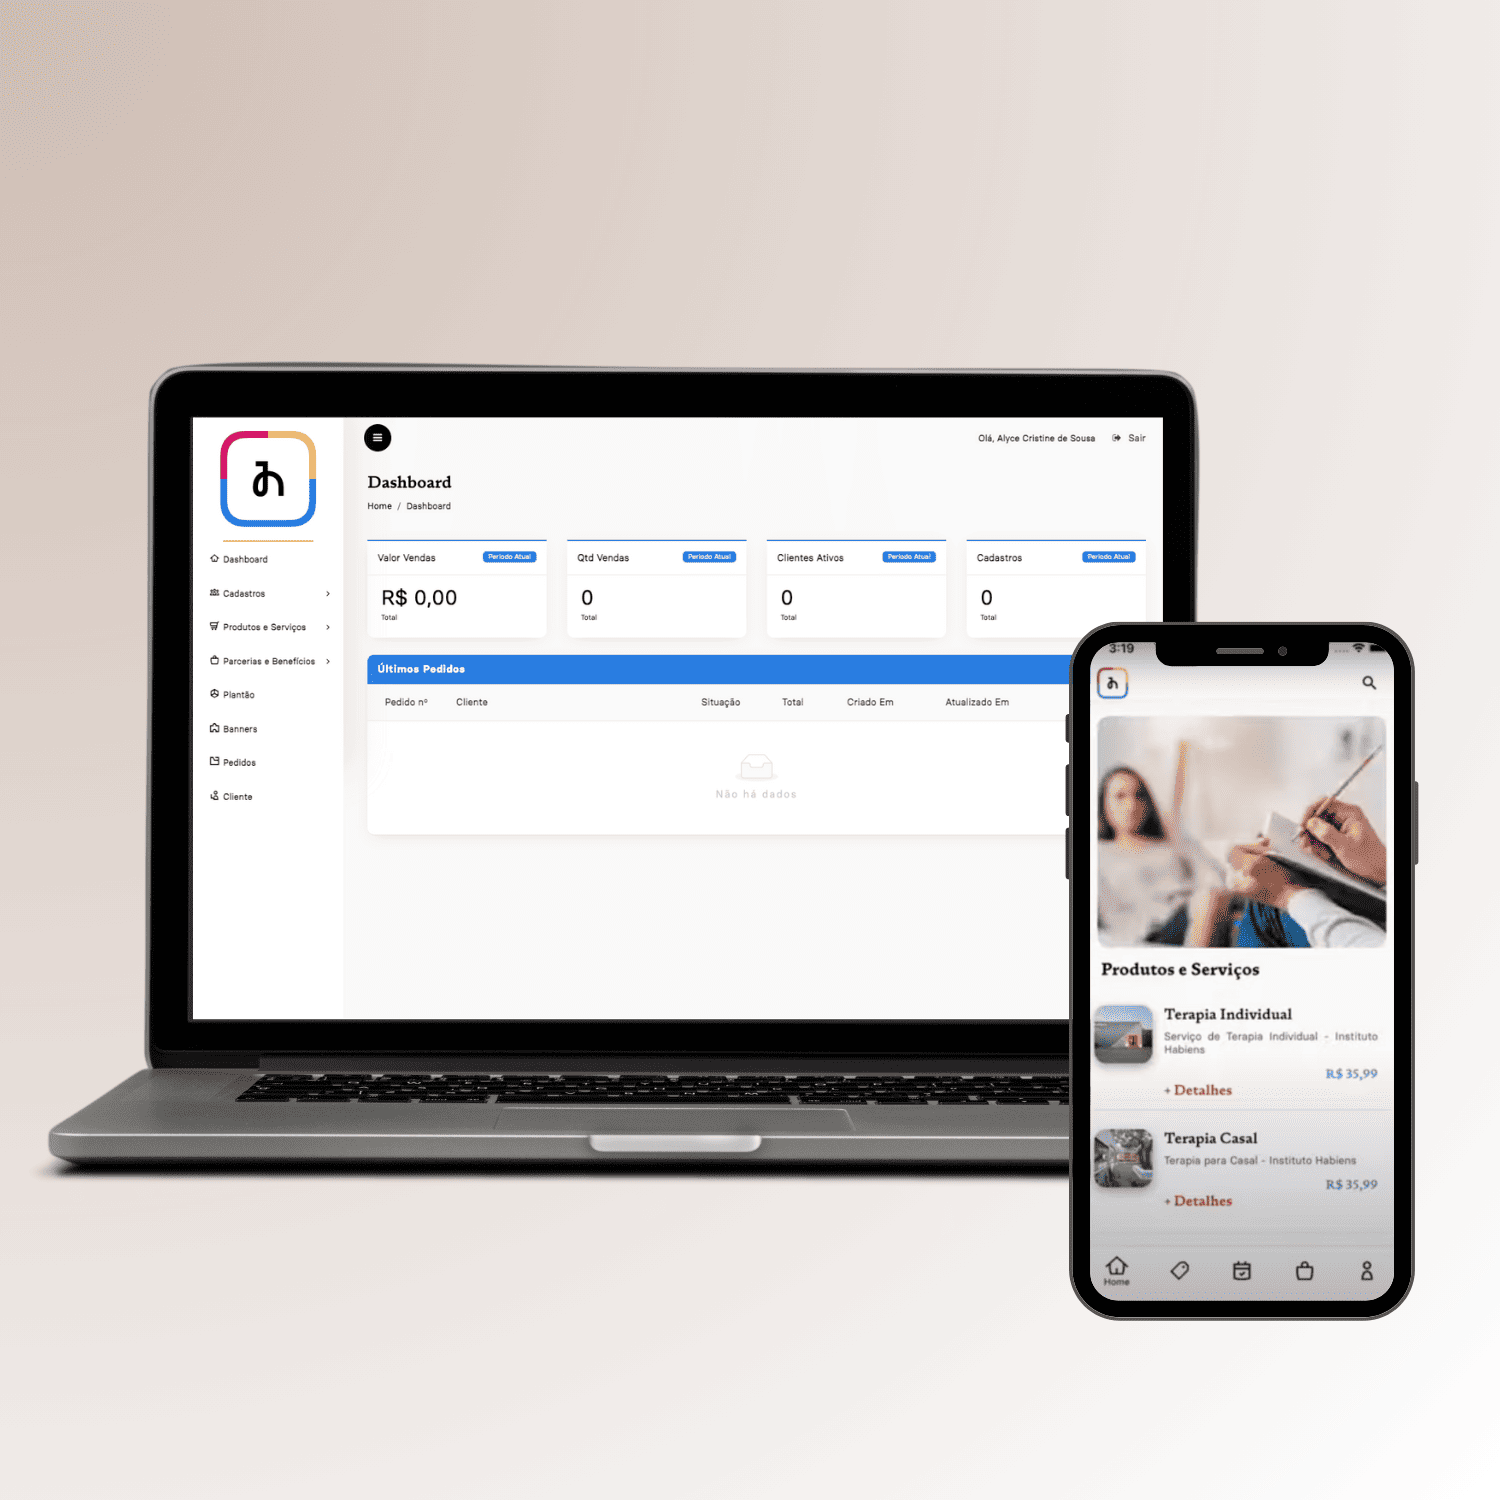 Olá, Alyce Cristine de Sousa
Sair
Dashboard
Home / Dashboard
Dashboard
Cadastros
Produtos e Serviços
Parcerias e Benefícios
Plantão
Banners
Pedidos
Cliente
Valor Vendas
Período Atual
R$ 0,00
Total
Qtd Vendas
Período Atual
0
Total
Clientes Ativos
Período Atual
0
Total
Cadastros
Período Atual
0
Total
Últimos Pedidos
Pedido nº
Cliente
Situação
Total
Criado Em
Atualizado Em
Não há dados
3:19
Produtos e Serviços
Terapia Individual
Serviço de Terapia Individual - Instituto
Habiens
R$ 35,99
+ Detalhes
Terapia Casal
Terapia para Casal - Instituto Habiens
R$ 35,99
+ Detalhes
Home